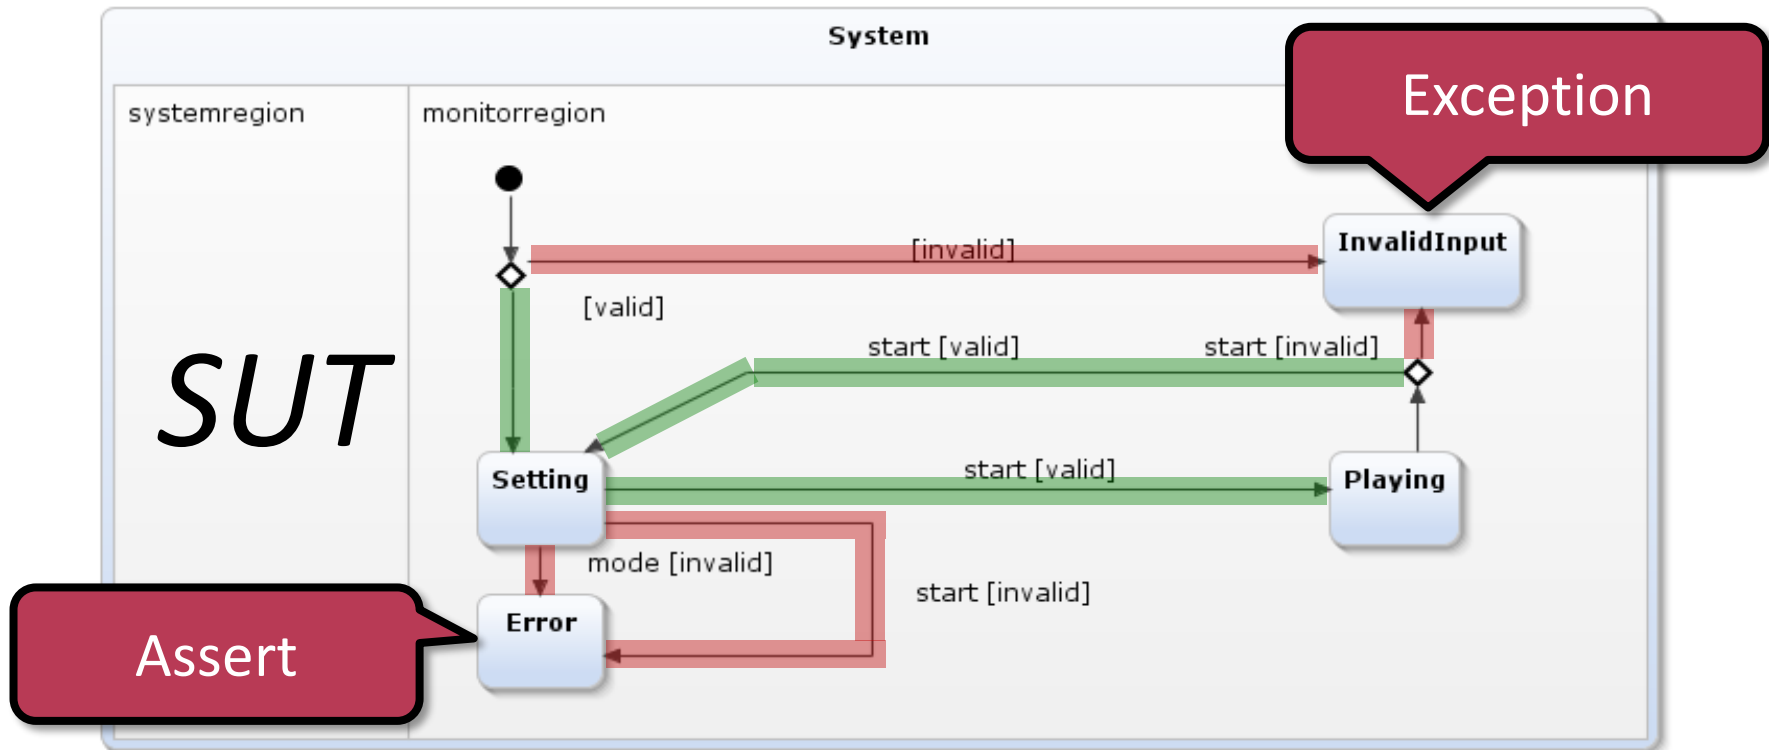 System
Exception
systemregion
monitorregion
InvalidInput
[invalid]
[valid]
start [valid]
start [invalid]
SUT
Setting
start [valid]
Playing
mode [invalid]
start [invalid]
Error
Assert